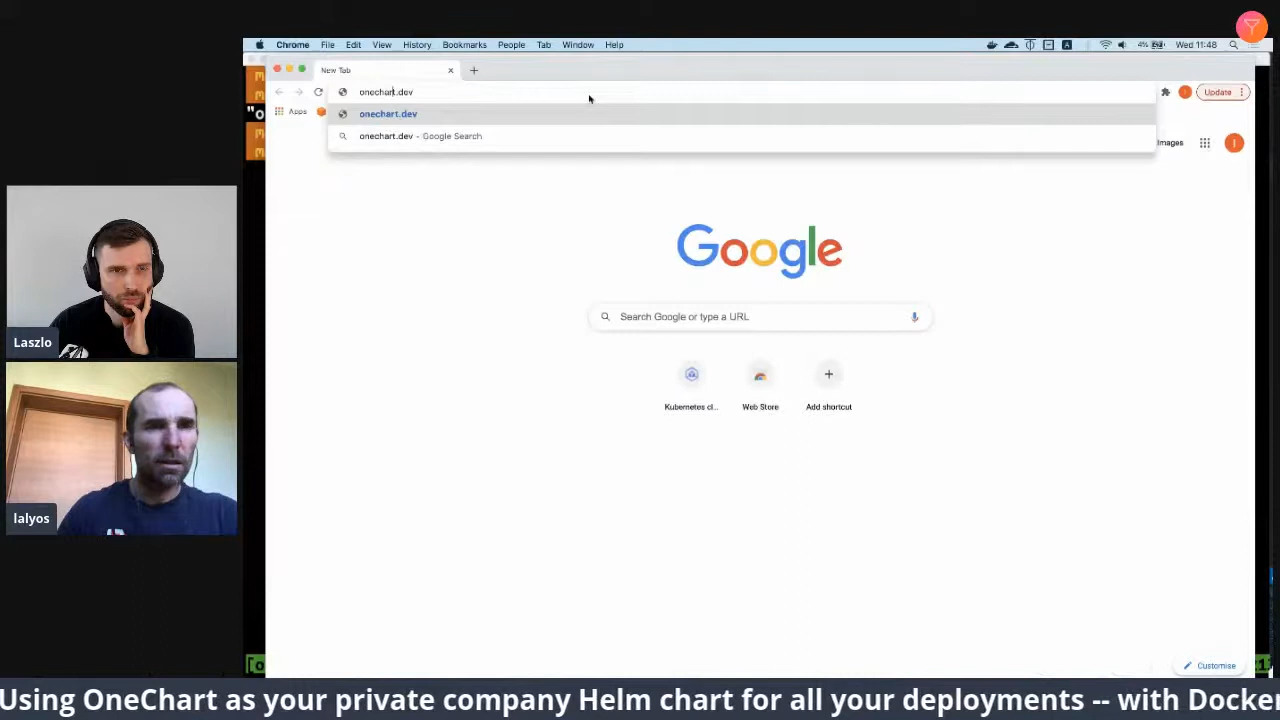 Chrome File Edit View History Bookmarks People Tab Window Help
4%
Wed 11:48
New Tab
onechart.dev
Update
Apps
onechart.dev
onechart.dev - Google Search
Images
Google
Search Google or type a URL
Kubernetes cl...
Web Store
Add shortcut
Laszlo
lalyos
Customise
Using OneChart as your private company Helm chart for all your deployments -- with Docker